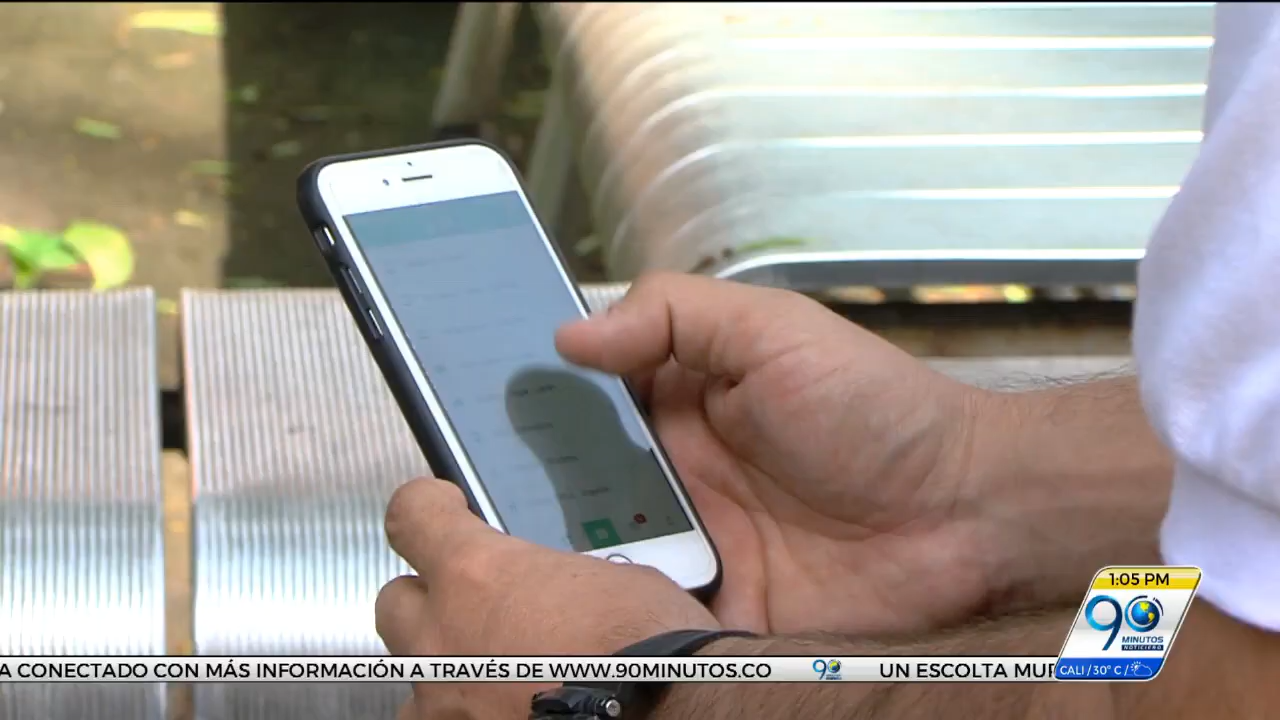 1:05 PM
90
MINUTOS
NOTICIERO
CALI / 30° C /
A CONECTADO CON MÁS INFORMACIÓN A TRAVÉS DE WWW.90MINUTOS.CO 90 UN ESCOLTA MUR